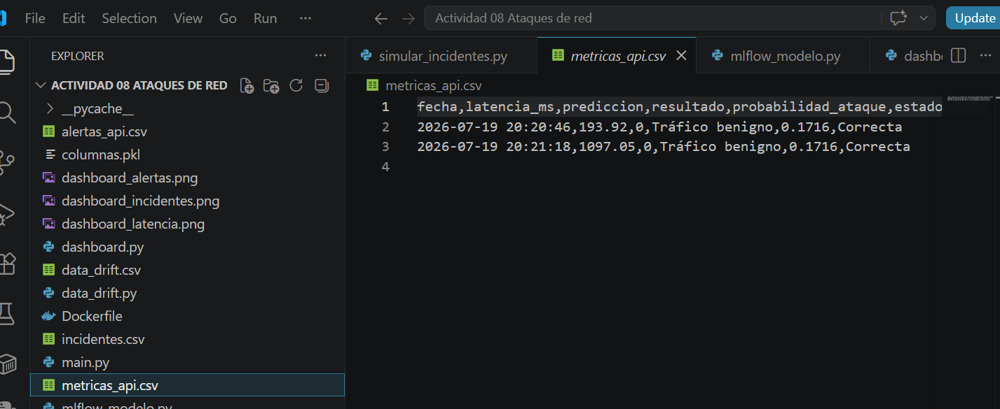 File Edit Selection View Go Run ···
Actividad 08 Ataques de red
Update
EXPLORER ···
ACTIVIDAD 08 ATAQUES DE RED
__pycache__
alertas_api.csv
columnas.pkl
dashboard_alertas.png
dashboard_incidentes.png
dashboard_latencia.png
dashboard.py
data_drift.csv
data_drift.py
Dockerfile
incidentes.csv
main.py
metricas_api.csv
mlflow_modelo.py
simular_incidentes.py metricas_api.csv mlflow_modelo.py dashb ···
metricas_api.csv
1 fecha,latencia_ms,prediccion,resultado,probabilidad_ataque,estado
2 2026-07-19 20:20:46,193.92,0,Tráfico benigno,0.1716,Correcta
3 2026-07-19 20:21:18,1097.05,0,Tráfico benigno,0.1716,Correcta
4